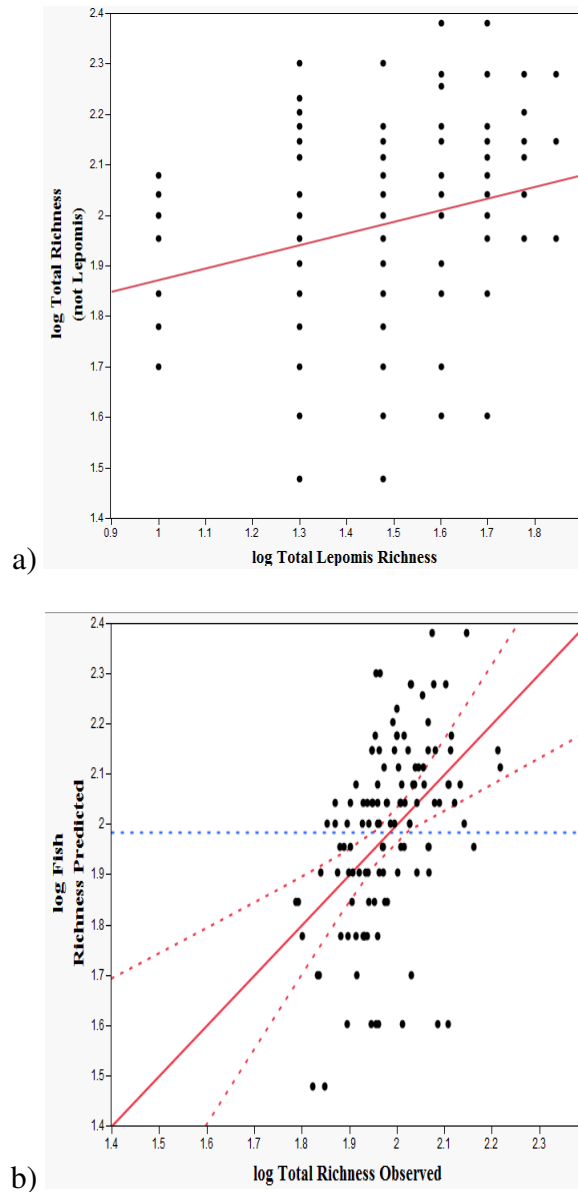 2.4
2.3
2.2
2.1
2
1.9
1.8
1.7
1.6
1.5
1.4
log Total Richness
(not Lepomis)
0.9 1 1.1 1.2 1.3 1.4 1.5 1.6 1.7 1.8
log Total Lepomis Richness
a)
2.4
2.3
2.2
2.1
2
1.9
1.8
1.7
1.6
1.5
1.4
log Fish
Richness Predicted
1.4 1.5 1.6 1.7 1.8 1.9 2 2.1 2.2 2.3
log Total Richness Observed
b)